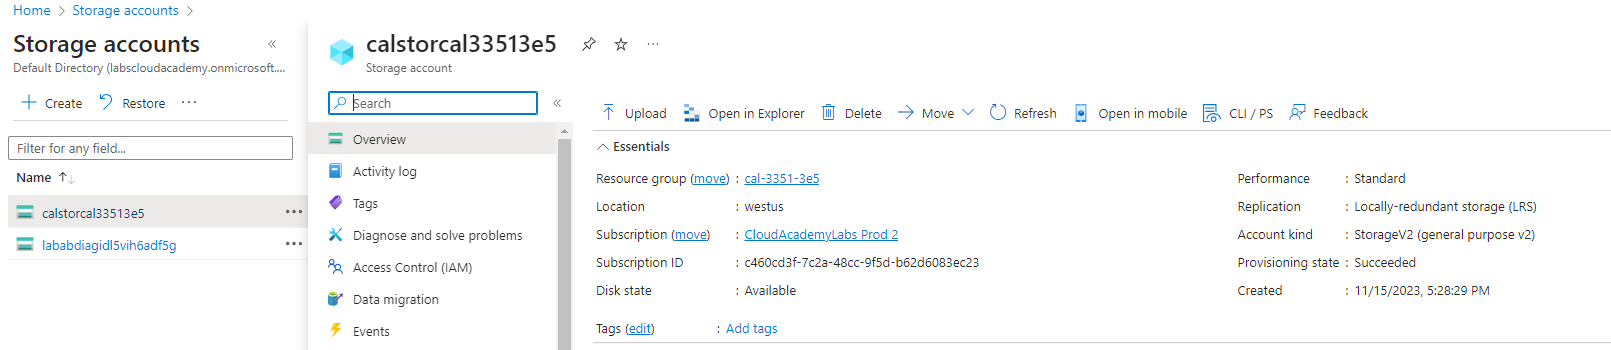 Home > Storage accounts >
Storage accounts
Default Directory (labscloudacademy.onmicrosoft....
Create Restore ...
Filter for any field...
Name ↑↓
calstorcal33513e5 ...
lababdiagidl5vih6adf5g ...
calstorcal33513e5 ...
Storage account
Search
Overview
Activity log
Tags
Diagnose and solve problems
Access Control (IAM)
Data migration
Events
Upload Open in Explorer Delete Move Refresh Open in mobile CLI / PS Feedback
Essentials
Resource group (move) : cal-3351-3e5
Location : westus
Subscription (move) : CloudAcademyLabs Prod 2
Subscription ID : c460cd3f-7c2a-48cc-9f5d-b62d6083ec23
Disk state : Available
Performance : Standard
Replication : Locally-redundant storage (LRS)
Account kind : StorageV2 (general purpose v2)
Provisioning state : Succeeded
Created : 11/15/2023, 5:28:29 PM
Tags (edit) : Add tags